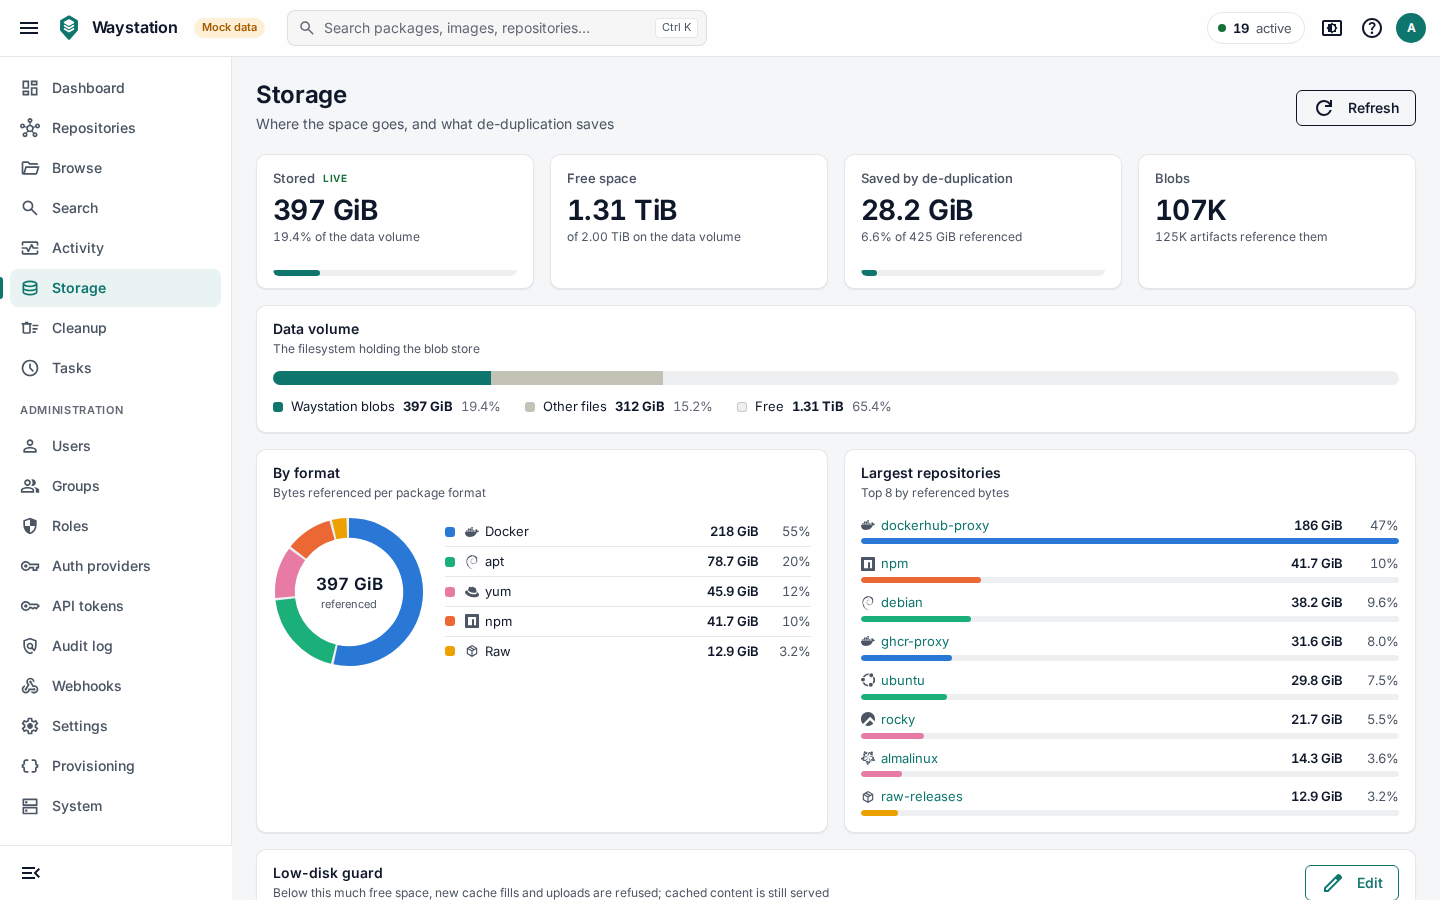 Waystation
Mock data
Search packages, images, repositories...
Ctrl K
19 active
A
Dashboard
Repositories
Browse
Search
Activity
Storage
Cleanup
Tasks
ADMINISTRATION
Users
Groups
Roles
Auth providers
API tokens
Audit log
Webhooks
Settings
Provisioning
System
Storage
Where the space goes, and what de-duplication saves
Refresh
Stored LIVE
397 GiB
19.4% of the data volume
Free space
1.31 TiB
of 2.00 TiB on the data volume
Saved by de-duplication
28.2 GiB
6.6% of 425 GiB referenced
Blobs
107K
125K artifacts reference them
Data volume
The filesystem holding the blob store
Waystation blobs 397 GiB 19.4% Other files 312 GiB 15.2% Free 1.31 TiB 65.4%
By format
Bytes referenced per package format
397 GiB
referenced
Docker 218 GiB 55%
apt 78.7 GiB 20%
yum 45.9 GiB 12%
npm 41.7 GiB 10%
Raw 12.9 GiB 3.2%
Largest repositories
Top 8 by referenced bytes
dockerhub-proxy 186 GiB 47%
npm 41.7 GiB 10%
debian 38.2 GiB 9.6%
ghcr-proxy 31.6 GiB 8.0%
ubuntu 29.8 GiB 7.5%
rocky 21.7 GiB 5.5%
almalinux 14.3 GiB 3.6%
raw-releases 12.9 GiB 3.2%
Low-disk guard
Below this much free space, new cache fills and uploads are refused; cached content is still served
Edit